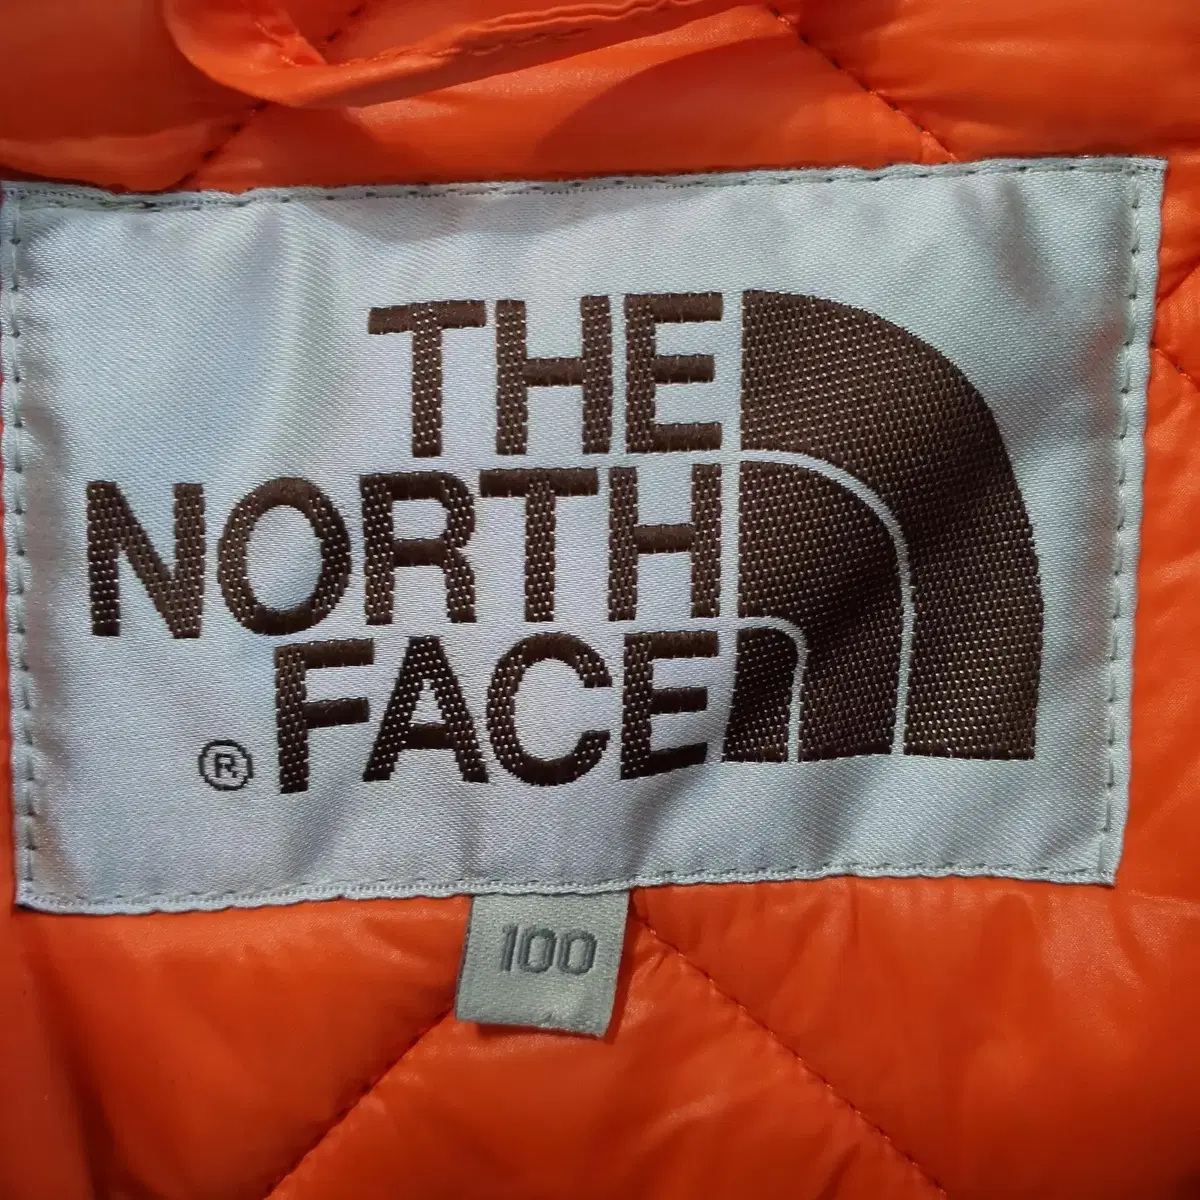 THE
NORTH
® FACE
100